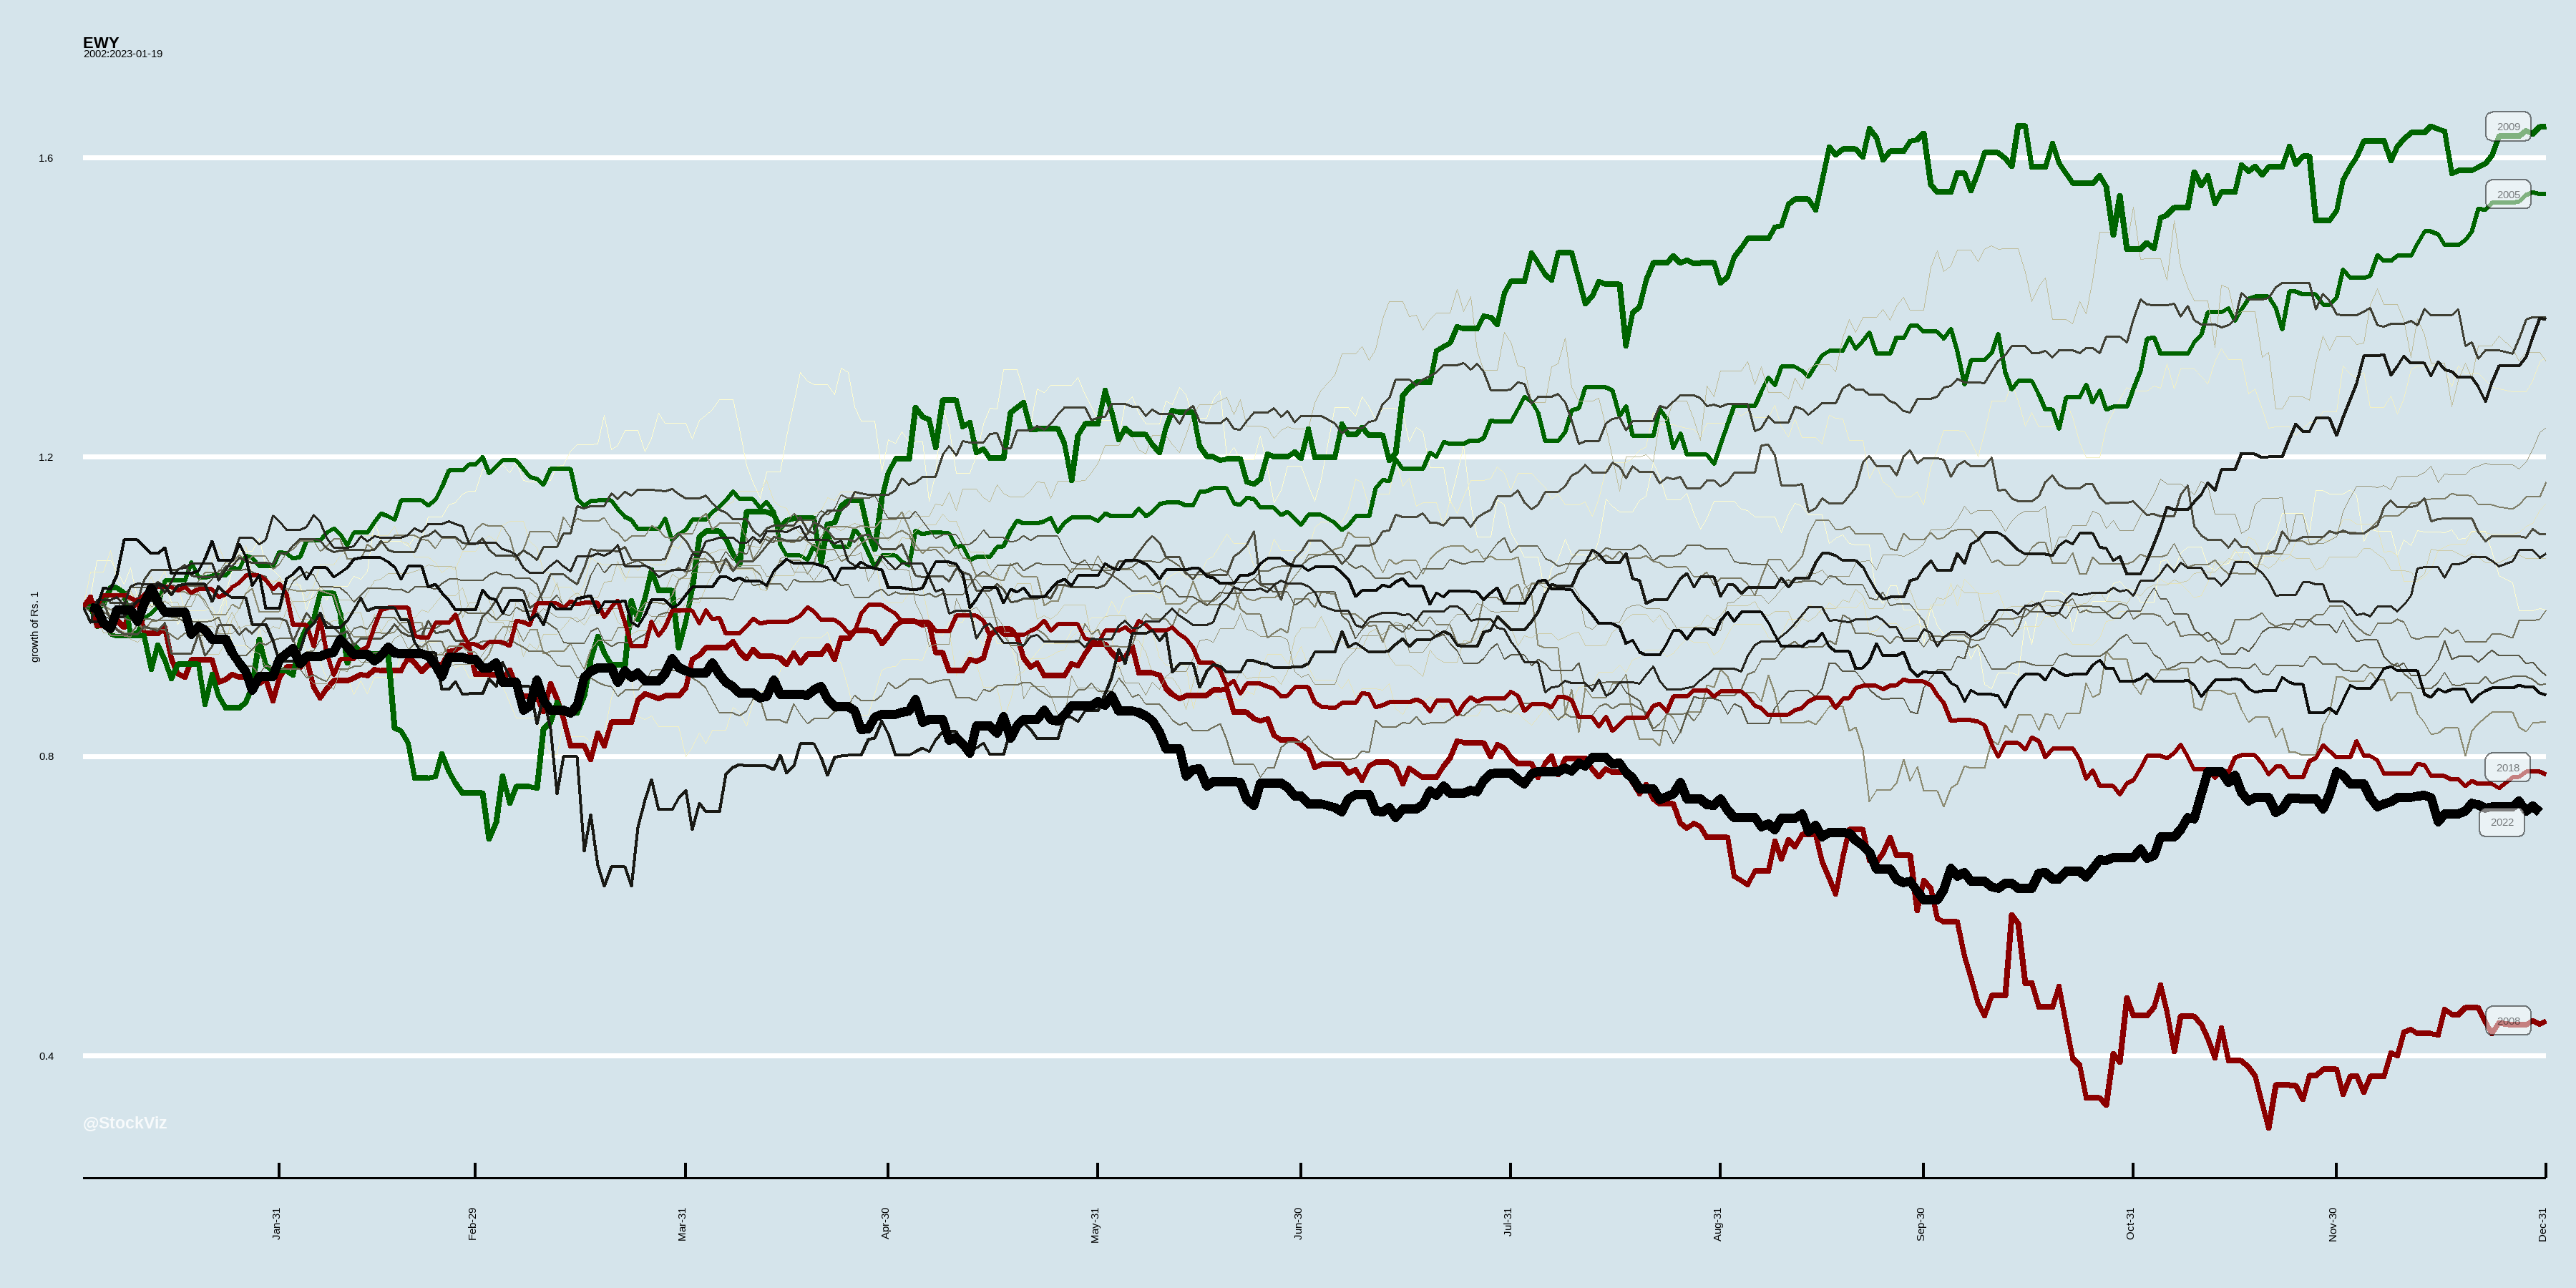 EWY
2002:2023-01-19
2009
1.6
2005
1.2
growth of Rs. 1
0.8
2018
2022
2008
0.4
@StockViz
Jan-31
Feb-29
Mar-31
Apr-30
May-31
Jun-30
Jul-31
Aug-31
Sep-30
Oct-31
Nov-30
Dec-31